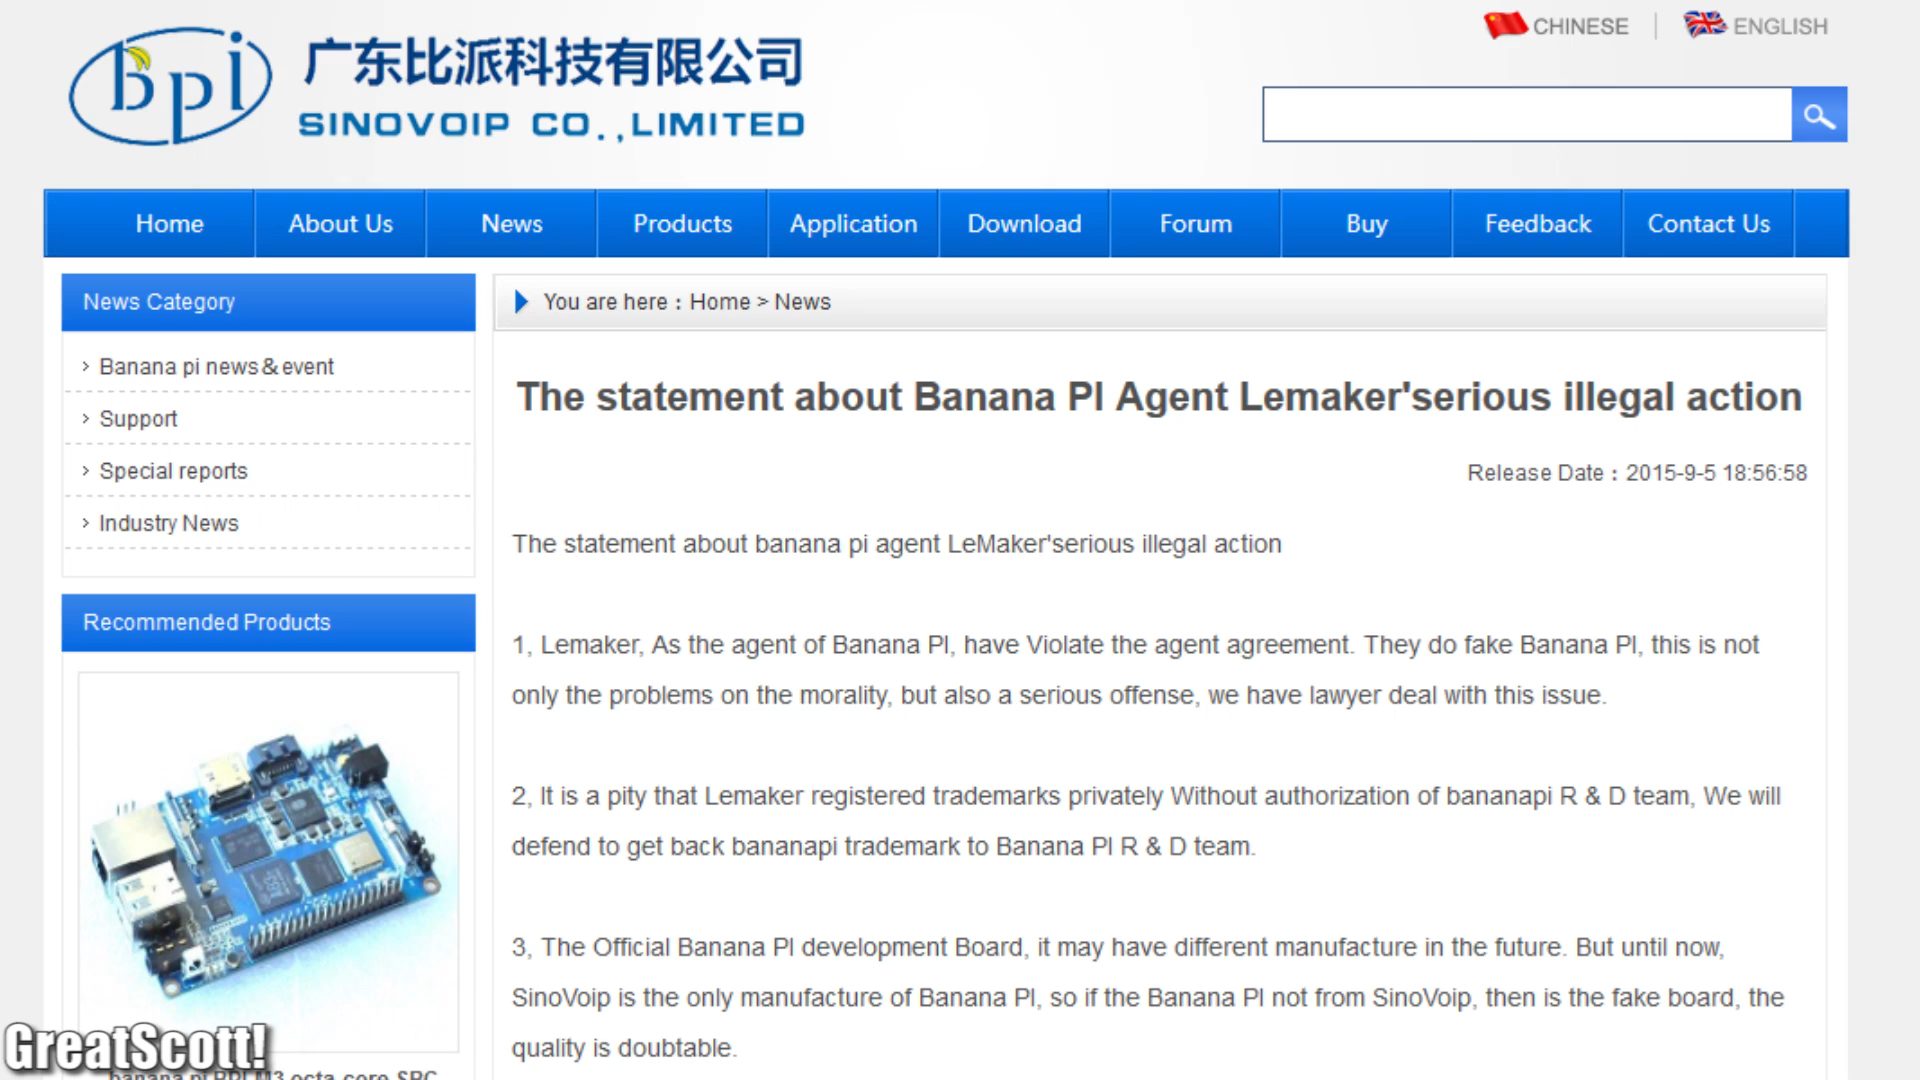 CHINESE
ENGLISH
bpi
广东比派科技有限公司
SINOVOIP CO.,LIMITED
Home
About Us
News
Products
Application
Download
Forum
Buy
Feedback
Contact Us
News Category
> Banana pi news&event
> Support
> Special reports
> Industry News
Recommended Products
banana pi BPI M3 octa-core SBC
You are here : Home > News
The statement about Banana PI Agent Lemaker'serious illegal action
Release Date : 2015-9-5 18:56:58
The statement about banana pi agent LeMaker'serious illegal action
1, Lemaker, As the agent of Banana PI, have Violate the agent agreement. They do fake Banana PI, this is not
only the problems on the morality, but also a serious offense, we have lawyer deal with this issue.
2, It is a pity that Lemaker registered trademarks privately Without authorization of bananapi R & D team, We will
defend to get back bananapi trademark to Banana PI R & D team.
3, The Official Banana PI development Board, it may have different manufacture in the future. But until now,
SinoVoip is the only manufacture of Banana PI, so if the Banana PI not from SinoVoip, then is the fake board, the
quality is doubtable.
GreatScott!